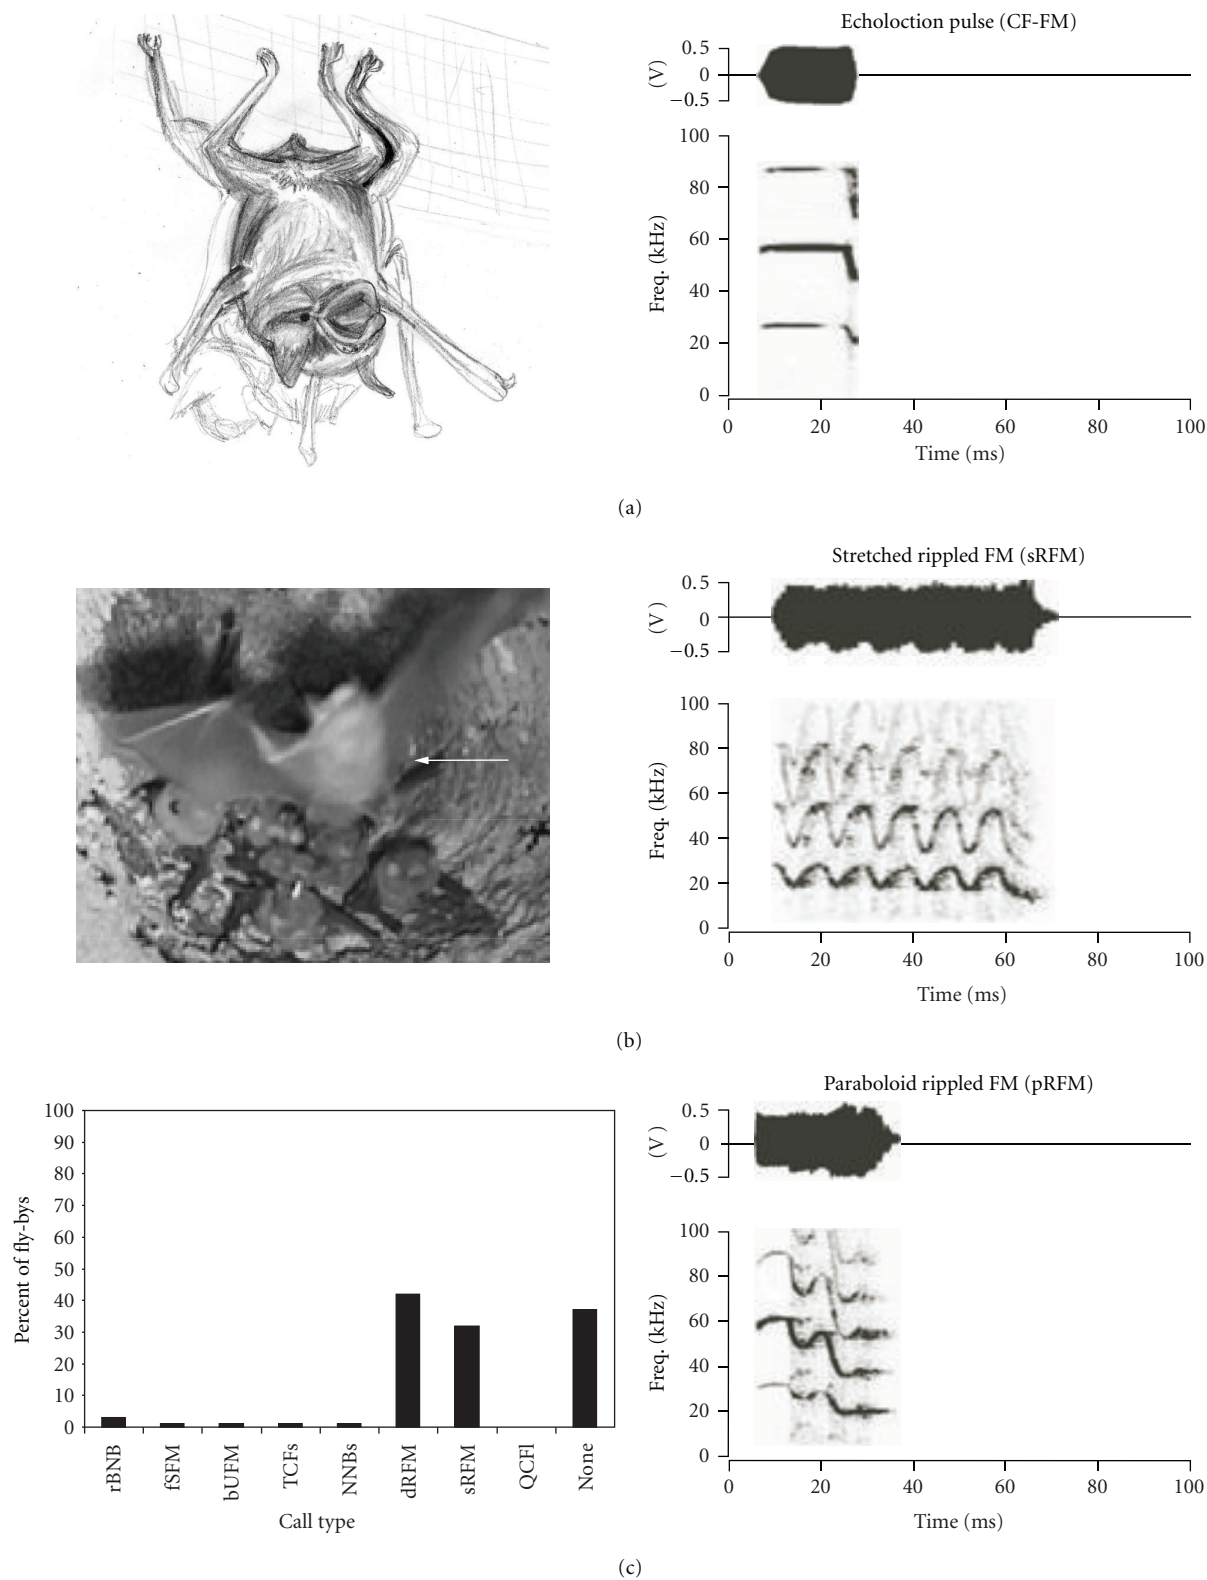 Echoloction pulse (CF-FM)
0.5
0
−0.5
(V)
100
80
60
40
20
0
Freq. (kHz)
0 20 40 60 80 100
Time (ms)
(a)
Stretched rippled FM (sRFM)
0.5
0
−0.5
(V)
100
80
60
40
20
0
Freq. (kHz)
0 20 40 60 80 100
Time (ms)
(b)
100
90
80
70
60
50
40
30
20
10
0
Percent of fly-bys
rBNB fSFM bUFM TCFs NNBs dRFM sRFM QCFl None
Call type
Paraboloid rippled FM (pRFM)
0.5
0
−0.5
(V)
100
80
60
40
20
0
Freq. (kHz)
0 20 40 60 80 100
Time (ms)
(c)